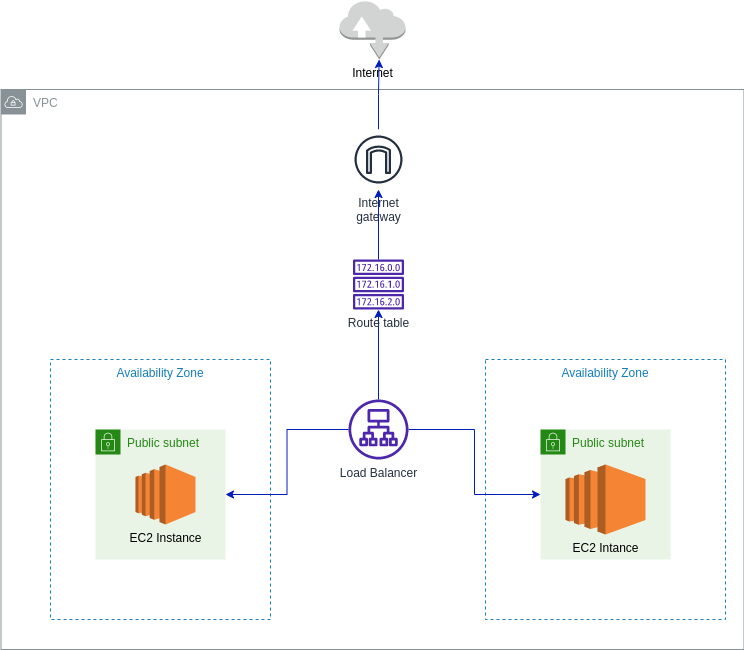 Internet
VPC
Internet
gateway
172.16.0.0
172.16.1.0
172.16.2.0
Route table
Availability Zone
Availability Zone
Public subnet
Public subnet
Load Balancer
EC2 Instance
EC2 Intance